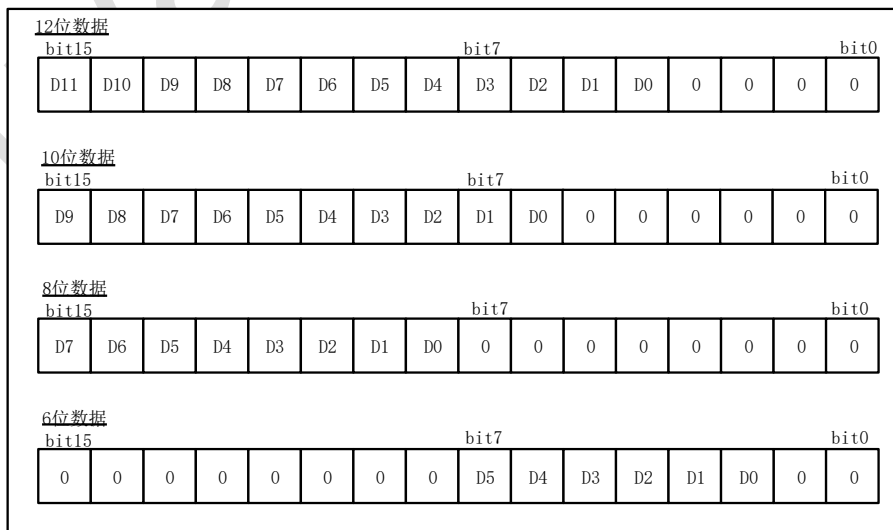 12位数据
bit15 bit7 bit0
D11 D10 D9 D8 D7 D6 D5 D4 D3 D2 D1 D0 0 0 0 0
10位数据
bit15 bit7 bit0
D9 D8 D7 D6 D5 D4 D3 D2 D1 D0 0 0 0 0 0 0
8位数据
bit15 bit7 bit0
D7 D6 D5 D4 D3 D2 D1 D0 0 0 0 0 0 0 0 0
6位数据
bit15 bit7 bit0
0 0 0 0 0 0 0 0 D5 D4 D3 D2 D1 D0 0 0